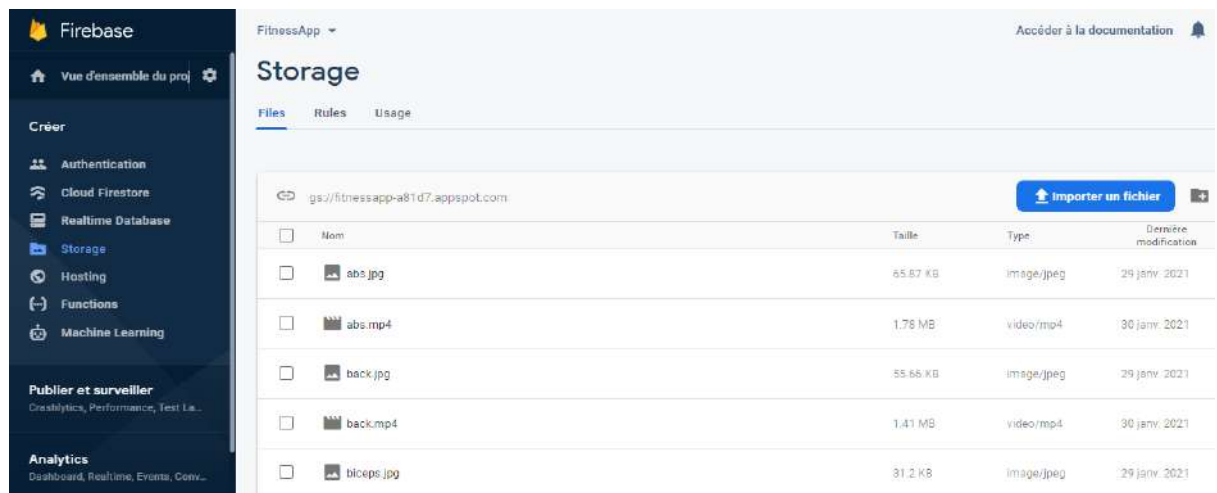 Firebase
Vue d'ensemble du proj
Créer
Authentication
Cloud Firestore
Realtime Database
Storage
Hosting
Functions
Machine Learning
Publier et surveiller
Crashlytics, Performance, Test La...
Analytics
Dashboard, Realtime, Events, Conv...
FitnessApp
Accéder à la documentation
Storage
Files Rules Usage
gs://fitnessapp-a81d7.appspot.com
Importer un fichier
Nom Taille Type Dernière modification
abs.jpg 65.87 KB image/jpeg 29 janv. 2021
abs.mp4 1.78 MB video/mp4 30 janv. 2021
back.jpg 55.66 KB image/jpeg 29 janv. 2021
back.mp4 1.41 MB video/mp4 30 janv. 2021
biceps.jpg 31.2 KB image/jpeg 29 janv. 2021